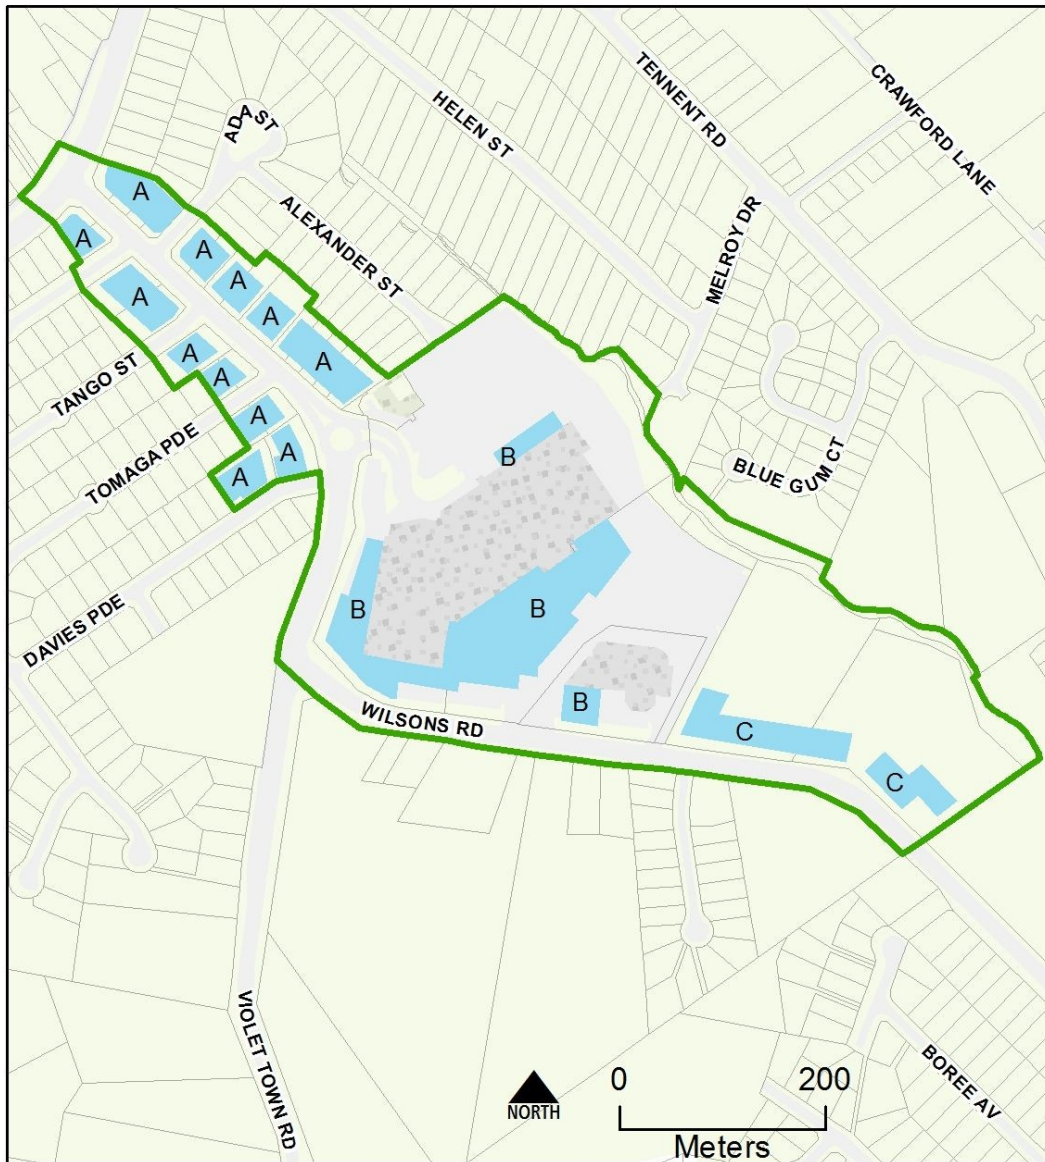 ADA ST
HELEN ST
TENNENT RD
CRAWFORD LANE
A
A
A
A
A
A
A
A
A
A
A
A
ALEXANDER ST
MELROY DR
TANGO ST
TOMAGA PDE
BLUE GUM CT
DAVIES PDE
B
B
B
B
WILSONS RD
C
C
VIOLET TOWN RD
BOREE AV
NORTH
0 200
Meters